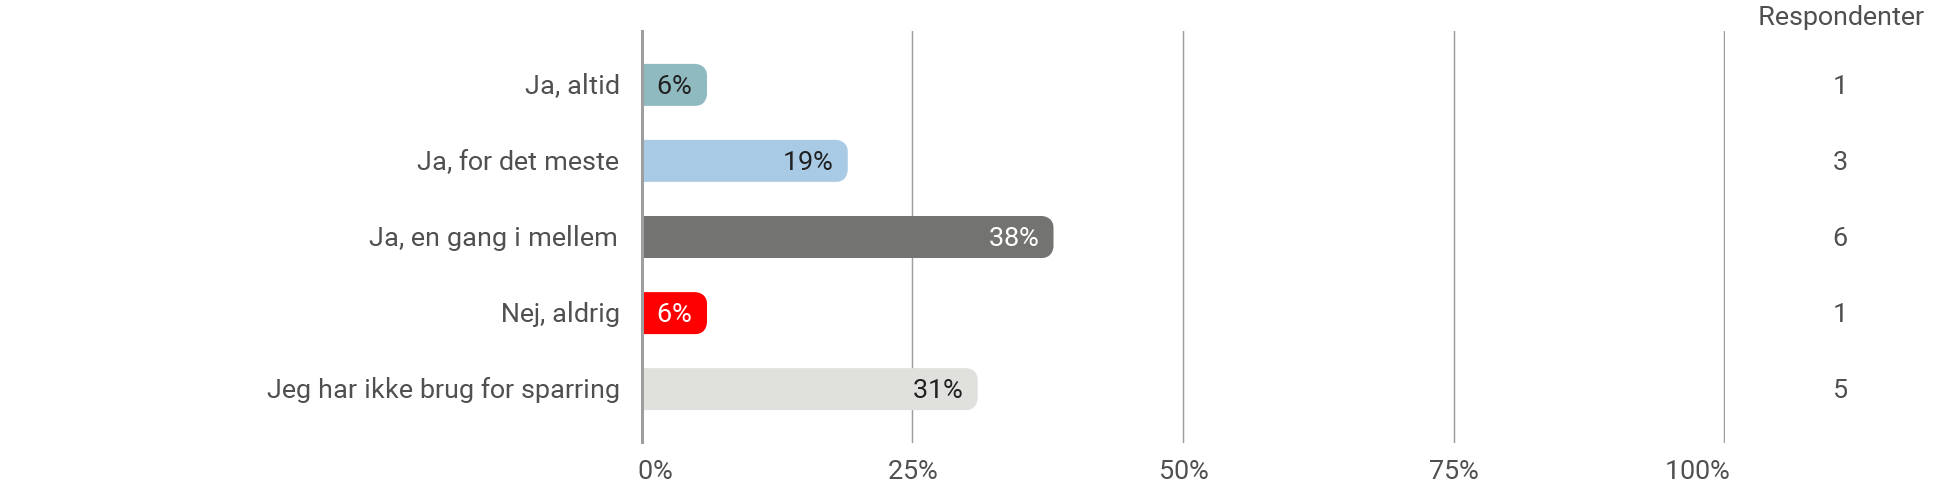 Respondenter
Ja, altid 6% 1
Ja, for det meste 19% 3
Ja, en gang i mellem 38% 6
Nej, aldrig 6% 1
Jeg har ikke brug for sparring 31% 5
0% 25% 50% 75% 100%